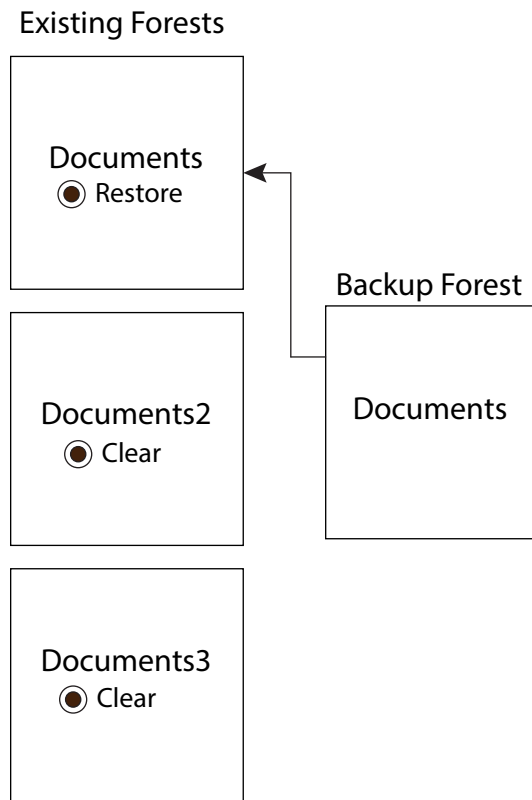 Existing Forests
Documents
Restore
Backup Forest
Documents
Documents2
Clear
Documents3
Clear